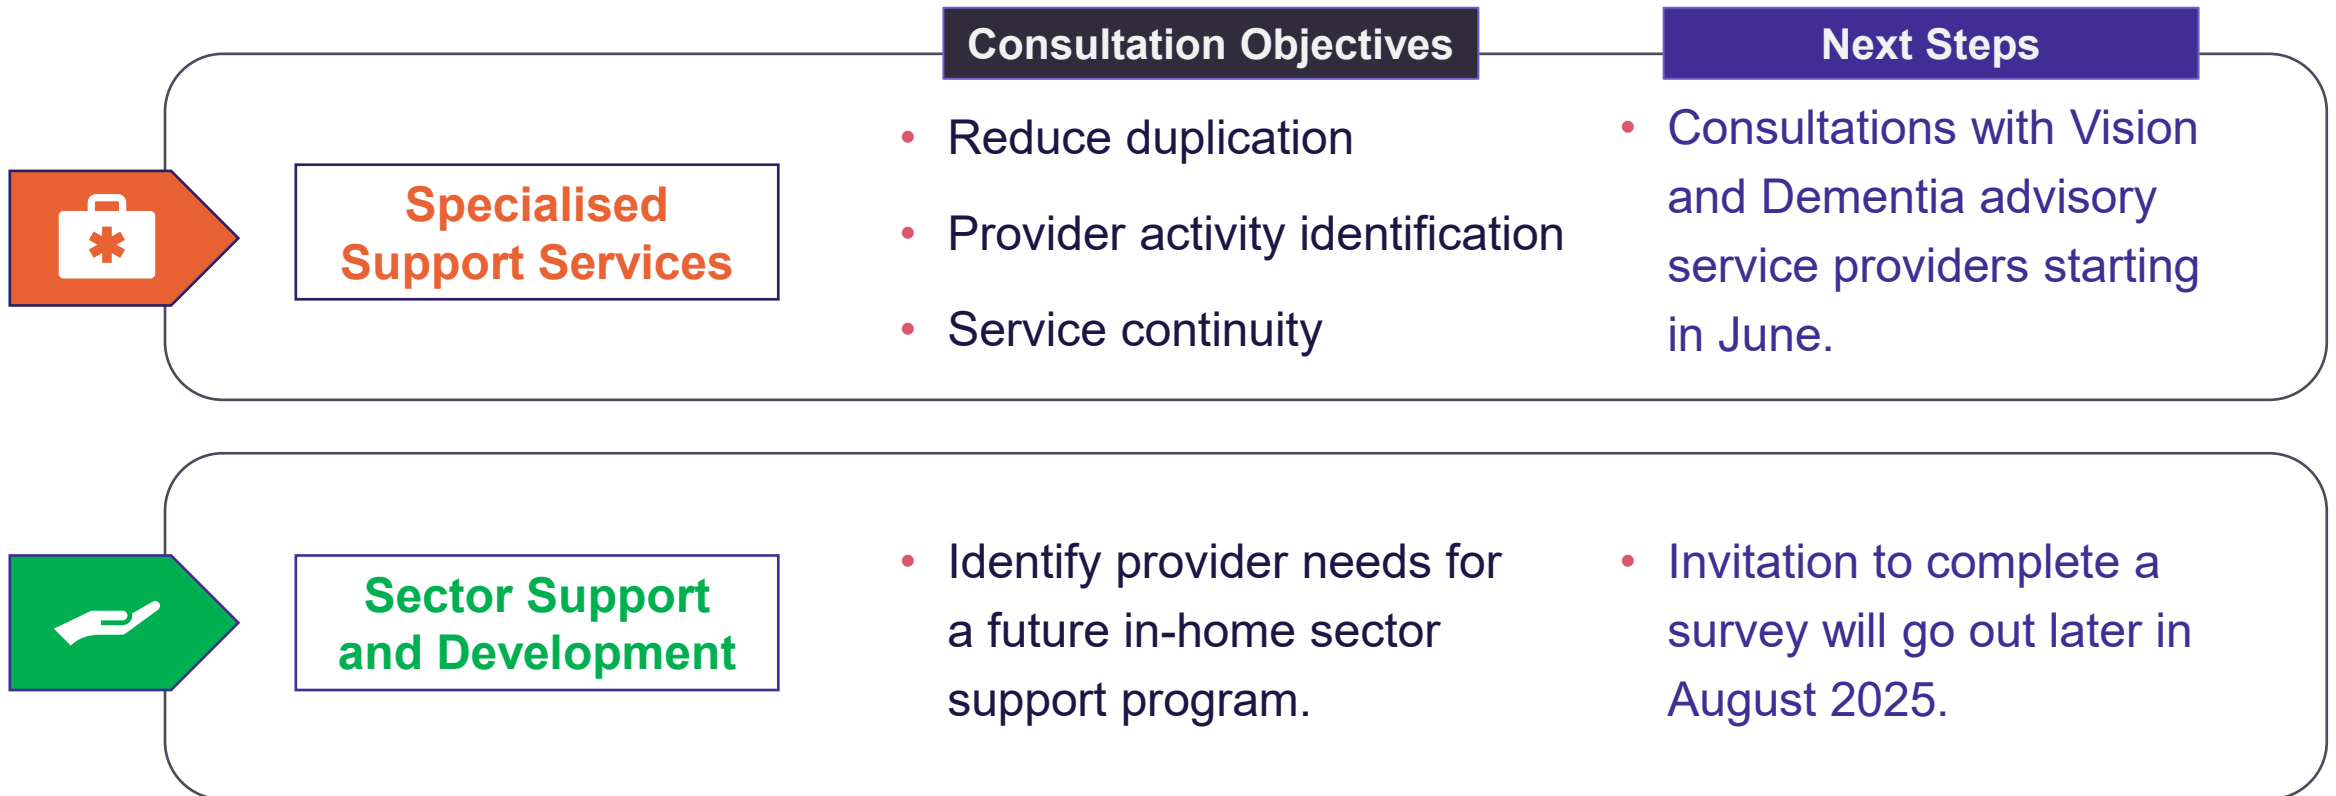 Consultation Objectives
Next Steps
Specialised
Support Services
• Reduce duplication
• Provider activity identification
• Service continuity
• Consultations with Vision
and Dementia advisory
service providers starting
in June.
Sector Support
and Development
• Identify provider needs for
a future in-home sector
support program.
• Invitation to complete a
survey will go out later in
August 2025.